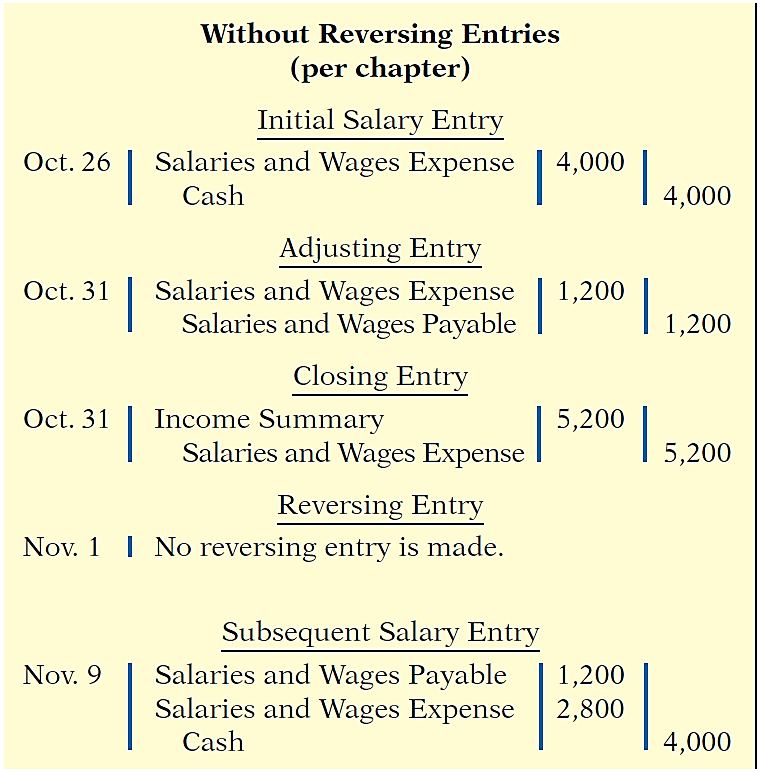 Without Reversing Entries
(per chapter)
Initial Salary Entry
Oct. 26 Salaries and Wages Expense 4,000
Cash 4,000
Adjusting Entry
Oct. 31 Salaries and Wages Expense 1,200
Salaries and Wages Payable 1,200
Closing Entry
Oct. 31 Income Summary 5,200
Salaries and Wages Expense 5,200
Reversing Entry
Nov. 1 No reversing entry is made.
Subsequent Salary Entry
Nov. 9 Salaries and Wages Payable 1,200
Salaries and Wages Expense 2,800
Cash 4,000